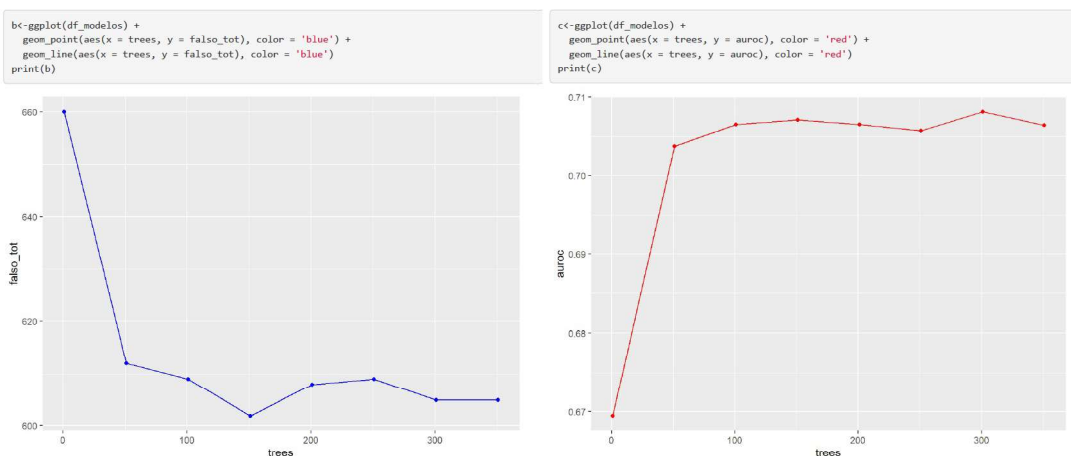 b<-ggplot(df_modelos) +
  geom_point(aes(x = trees, y = falso_tot), color = 'blue') +
  geom_line(aes(x = trees, y = falso_tot), color = 'blue')
print(b)
660
640
620
600
falso_tot
0
100
200
300
trees
c<-ggplot(df_modelos) +
  geom_point(aes(x = trees, y = auroc), color = 'red') +
  geom_line(aes(x = trees, y = auroc), color = 'red')
print(c)
0.71
0.70
0.69
0.68
0.67
auroc
0
100
200
300
trees